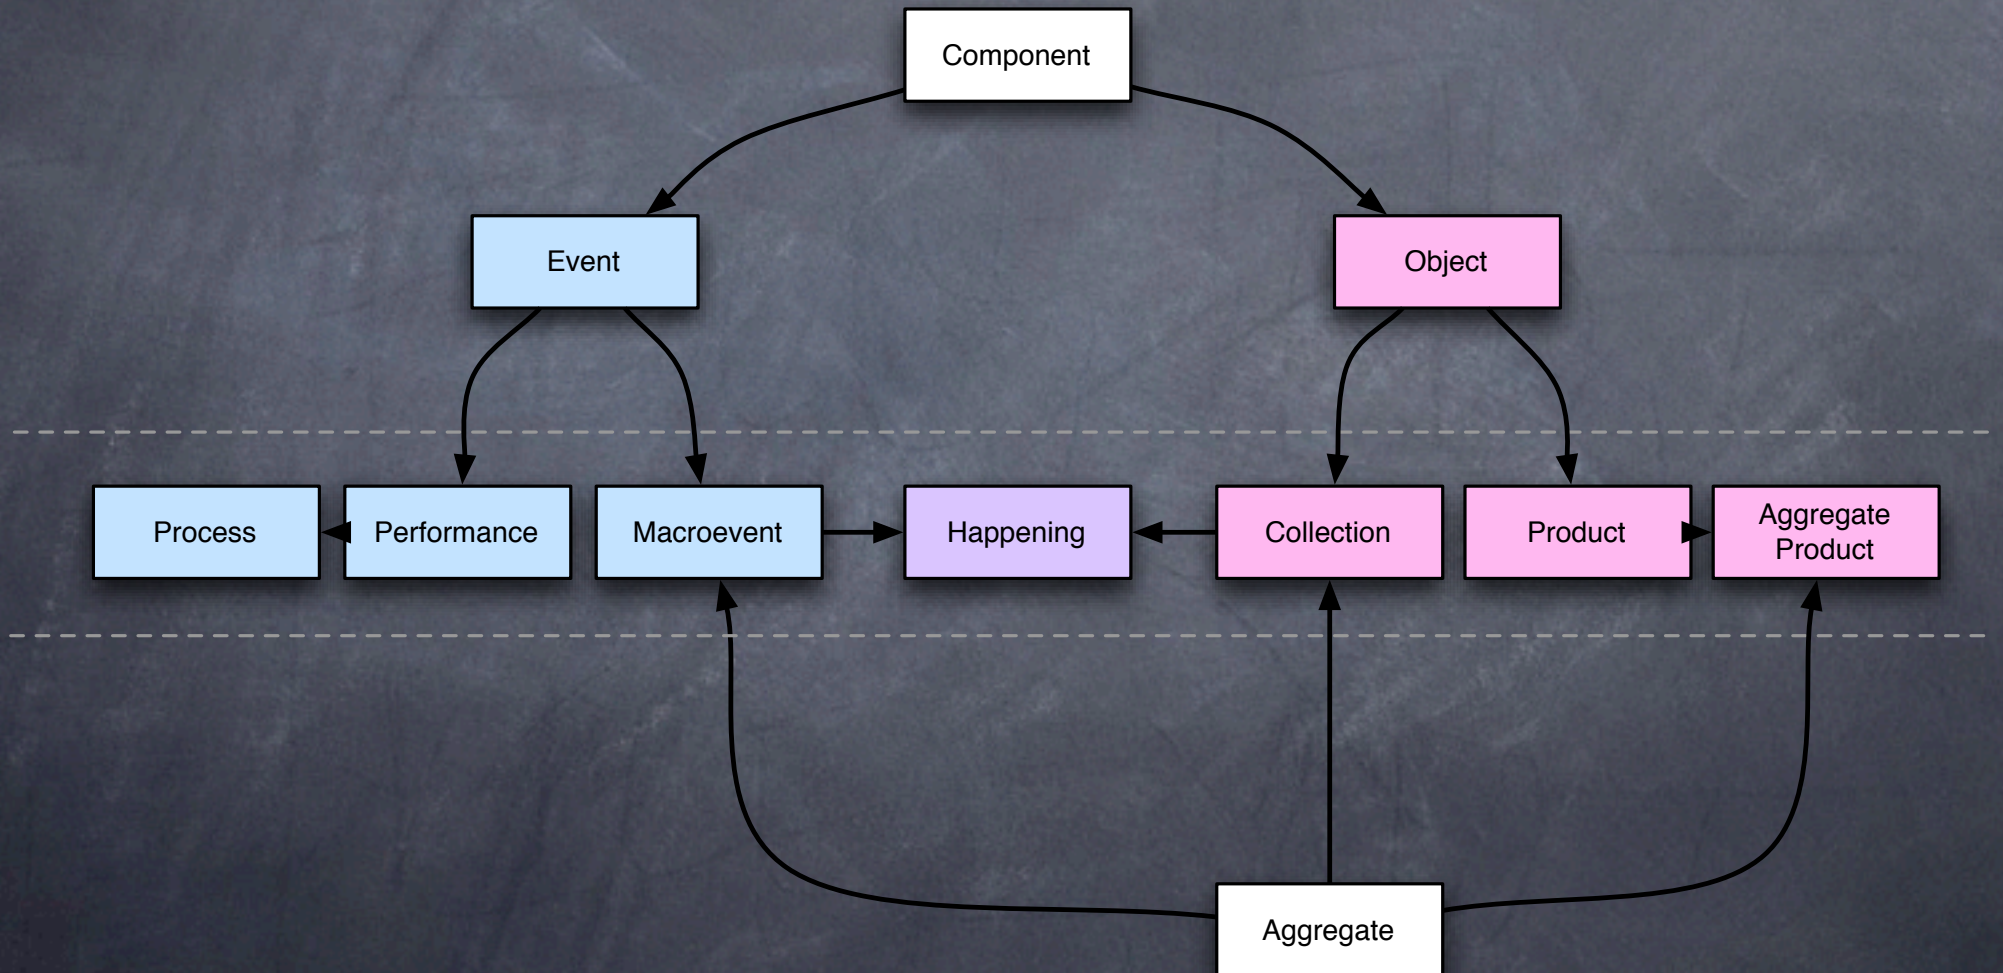 Component
Event
Object
Process
Performance
Macroevent
Happening
Collection
Product
Aggregate
Product
Aggregate